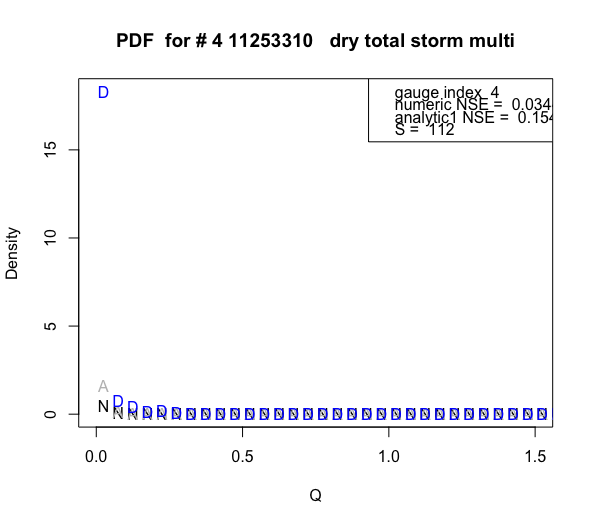 PDF  for # 4 11253310   dry total storm multi
gauge index  4
numeric NSE =  0.034
analytic1 NSE =  0.154
S =  112
D
A
N
D
N
D D D D D D D D D D D D D D D D D D D D D D D D D D D D D
Density
0
5
10
15
0.0
0.5
1.0
1.5
Q